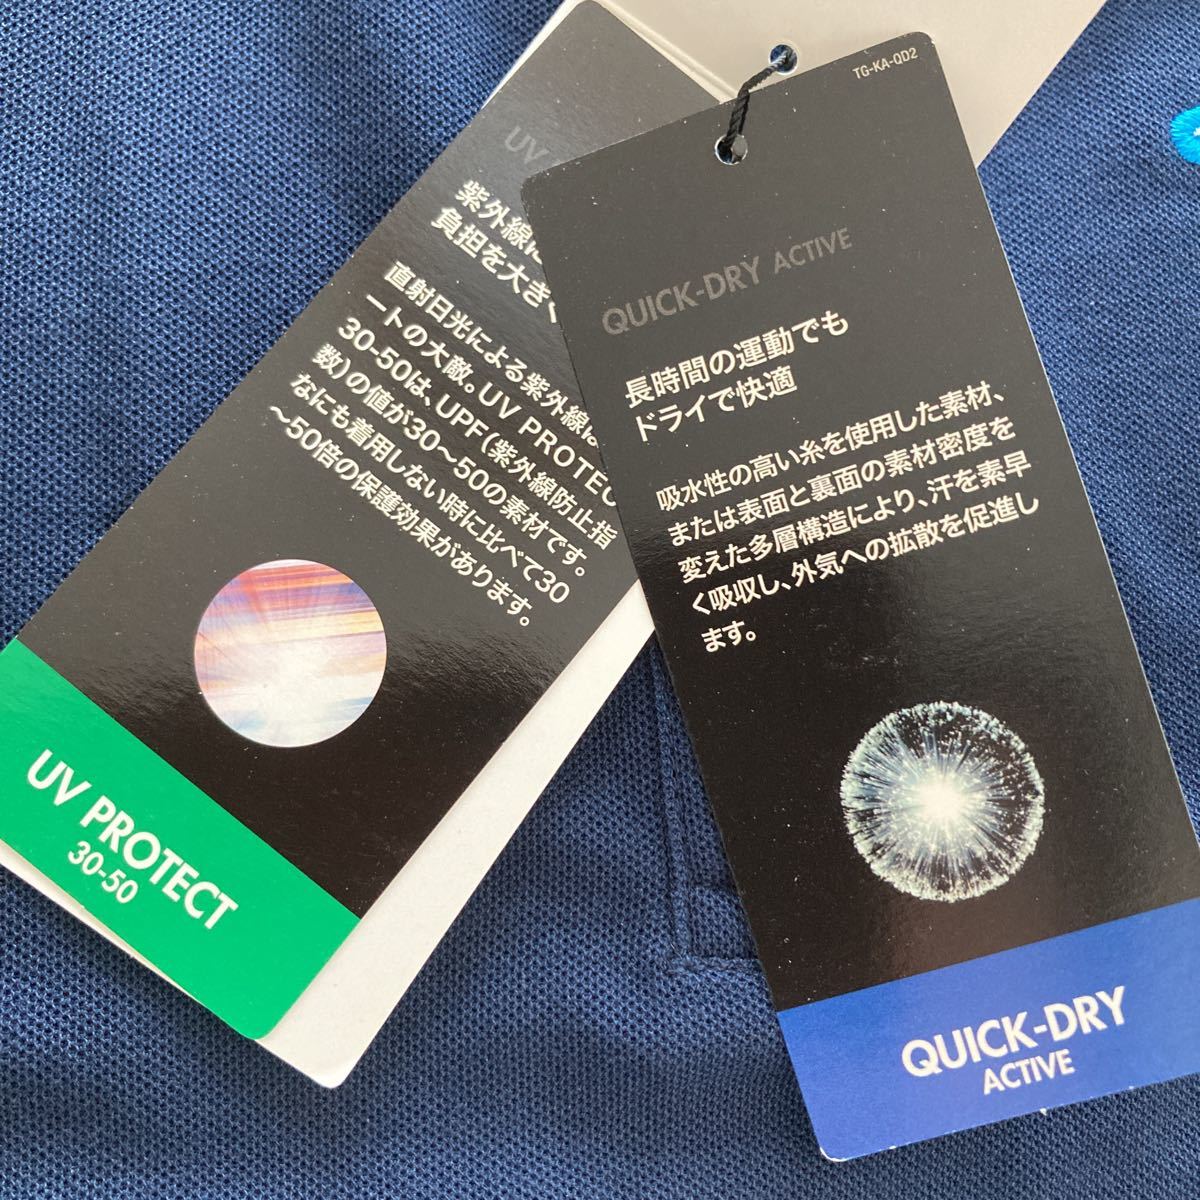 UV
紫外線に
負担を大き
直射日光による紫外線は
ートの大敵。UV PROTEC
30-50は、UPF（紫外線防止指
数）の値が30～50の素材です。
なにも着用しない時に比べて30
～50倍の保護効果があります。
UV PROTECT
30-50
TG-KA-QD2
QUICK-DRY ACTIVE
長時間の運動でも
ドライで快適
吸水性の高い糸を使用した素材、
または表面と裏面の素材密度を
変えた多層構造により、汗を素早
く吸収し、外気への拡散を促進し
ます。
QUICK-DRY
ACTIVE